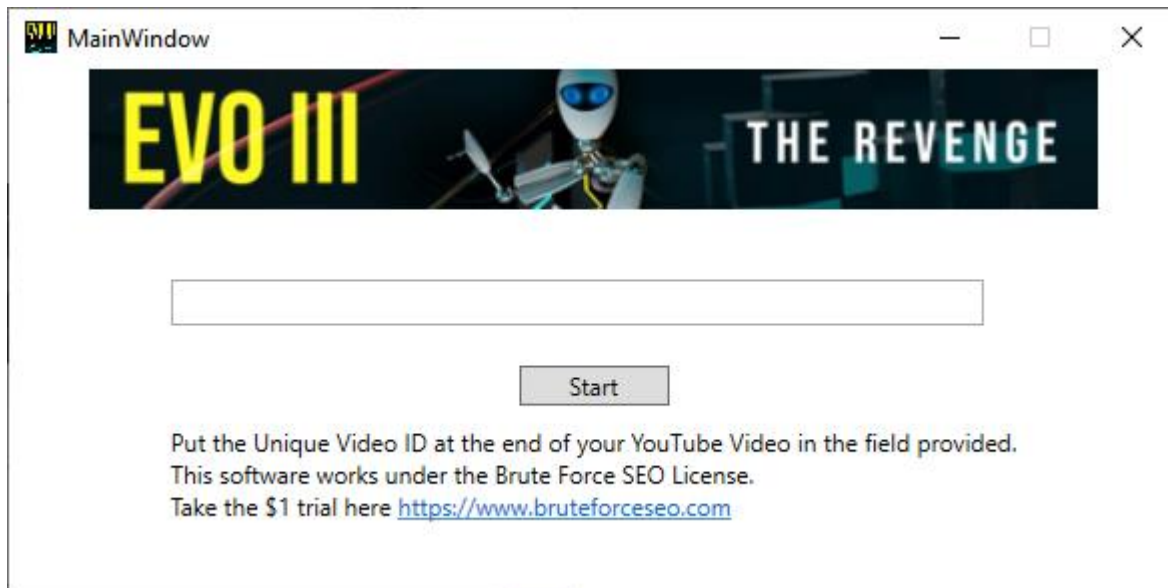 MainWindow
EVO III
THE REVENGE
Start
Put the Unique Video ID at the end of your YouTube Video in the field provided.
This software works under the Brute Force SEO License.
Take the $1 trial here https://www.bruteforceseo.com